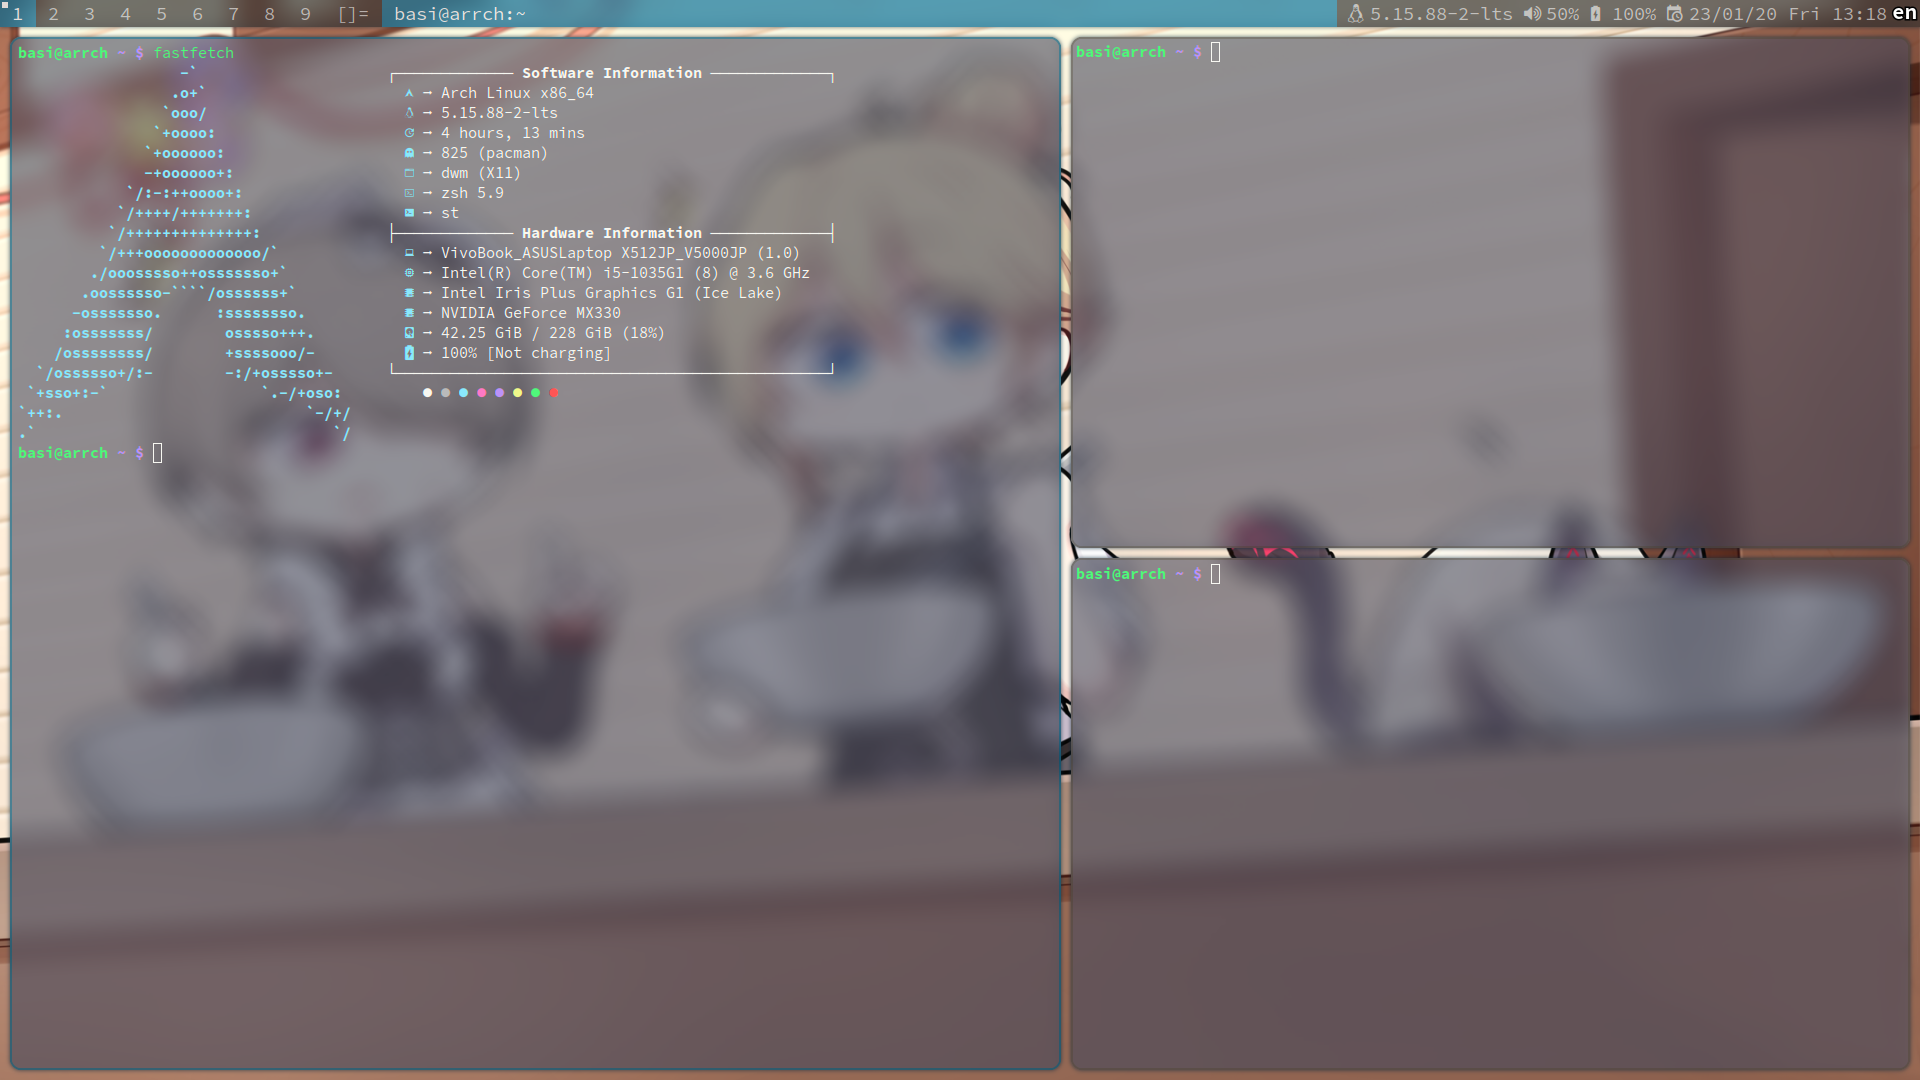 1 2 3 4 5 6 7 8 9 []= basi@arrch:~ 5.15.88-2-lts 50% 100% 23/01/20 Fri 13:18 en
basi@arrch ~ $ fastfetch
-`
.o+`
`ooo/
`+oooo:
`+oooooo:
-+oooooo+:
`/:-:++oooo+:
`/++++/+++++++:
`/++++++++++++++:
`/+++ooooooooooooo/`
./ooosssso++osssssso+`
.oossssso-````/ossssss+`
-osssssso. :ssssssso.
:osssssss/ osssso+++.
/ossssssss/ +ssssooo/-
`/ossssso+/:- -:/+osssso+-
`+sso+:-` `.-/+oso:
`++:. `-/+/
.` `/
Software Information
→ Arch Linux x86_64
→ 5.15.88-2-lts
→ 4 hours, 13 mins
→ 825 (pacman)
→ dwm (X11)
→ zsh 5.9
→ st
Hardware Information
→ VivoBook_ASUSLaptop X512JP_V5000JP (1.0)
→ Intel(R) Core(TM) i5-1035G1 (8) @ 3.6 GHz
→ Intel Iris Plus Graphics G1 (Ice Lake)
→ NVIDIA GeForce MX330
→ 42.25 GiB / 228 GiB (18%)
→ 100% [Not charging]
basi@arrch ~ $
basi@arrch ~ $
basi@arrch ~ $